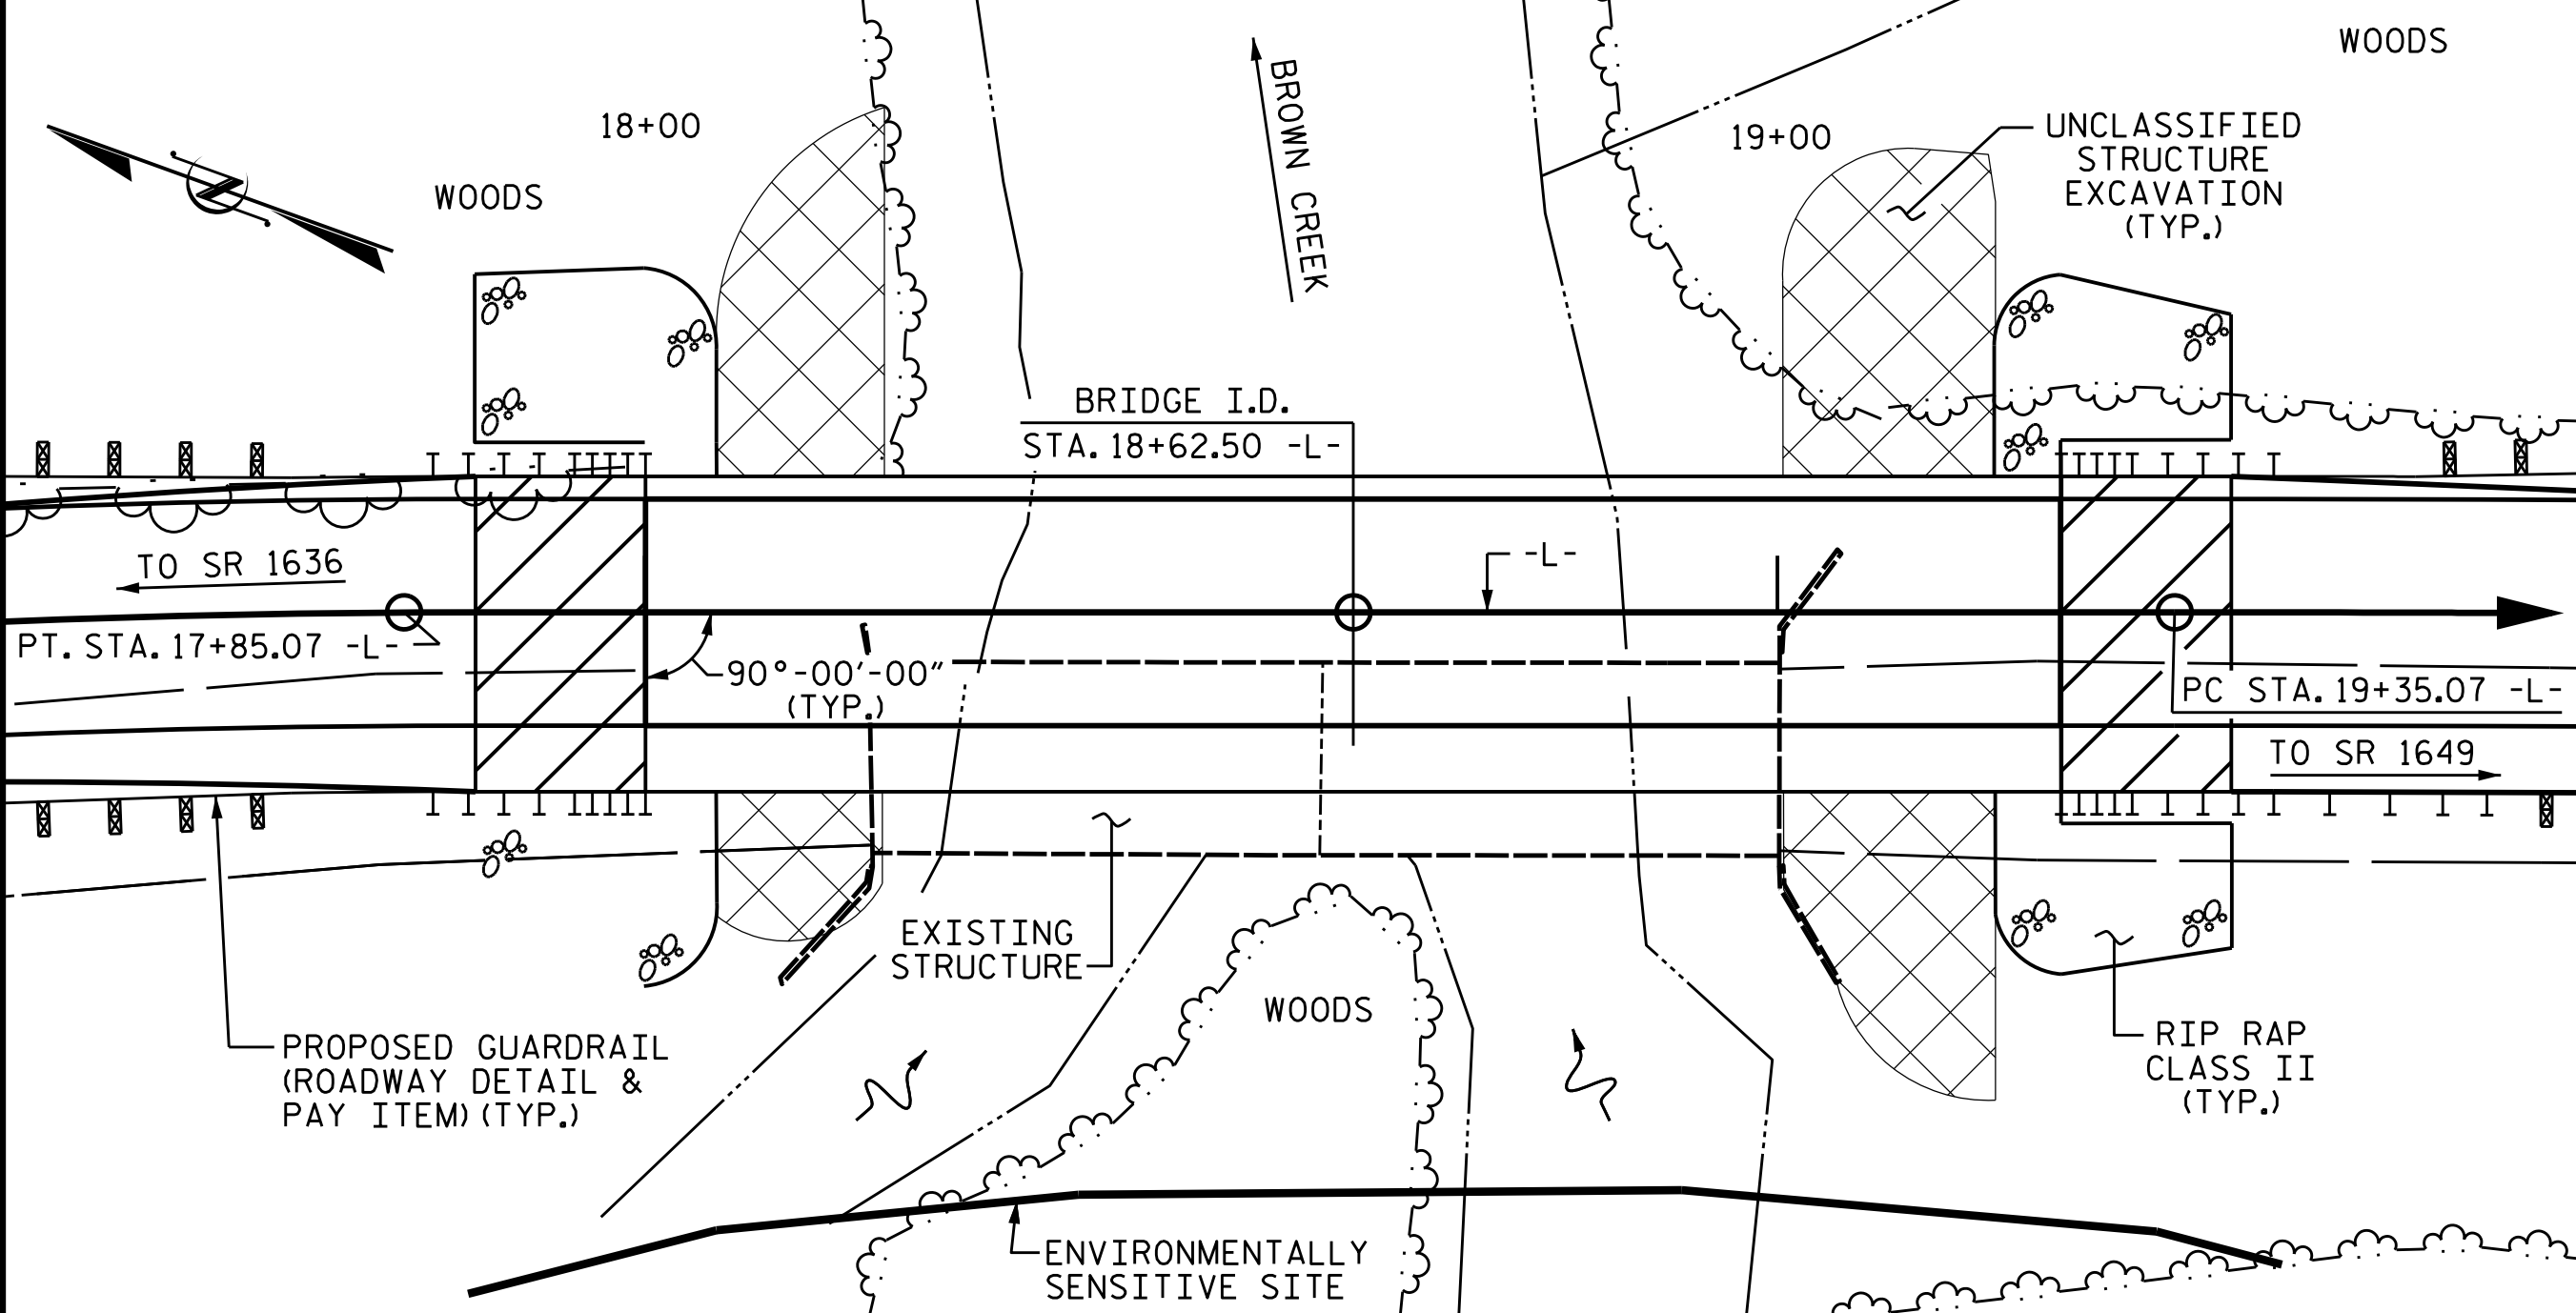 WOODS
18+00
WOODS
BROWN CREEK
19+00
UNCLASSIFIED
STRUCTURE
EXCAVATION
(TYP.)
WOODS
BRIDGE I.D.
STA. 18+62.50 -L-
TO SR 1636
-L-
PT. STA. 17+85.07 -L-
90°-00'-00"
(TYP.)
PC STA. 19+35.07 -L-
TO SR 1649
EXISTING
STRUCTURE
WOODS
PROPOSED GUARDRAIL
(ROADWAY DETAIL &
PAY ITEM) (TYP.)
RIP RAP
CLASS II
(TYP.)
ENVIRONMENTALLY
SENSITIVE SITE
N